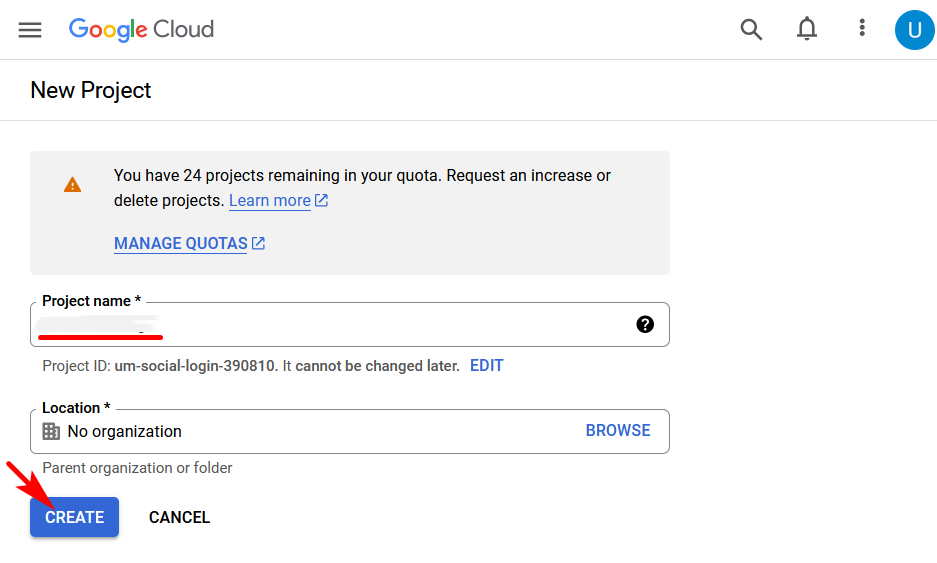 Google Cloud
U
New Project
You have 24 projects remaining in your quota. Request an increase or
delete projects. Learn more
MANAGE QUOTAS
Project name *
?
Project ID: um-social-login-390810. It cannot be changed later. EDIT
Location *
No organization BROWSE
Parent organization or folder
CREATE CANCEL